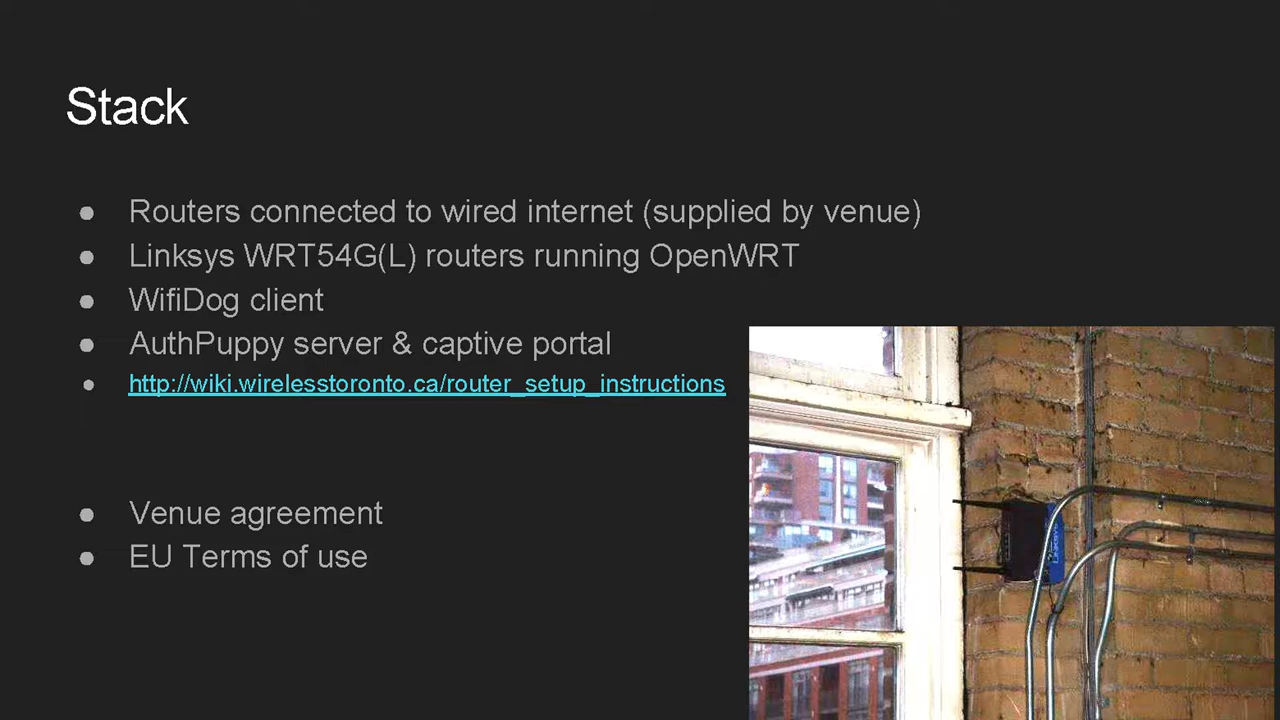 Stack
● Routers connected to wired internet (supplied by venue)
● Linksys WRT54G(L) routers running OpenWRT
● WifiDog client
● AuthPuppy server & captive portal
● http://wiki.wirelesstoronto.ca/router_setup_instructions
● Venue agreement
● EU Terms of use
LINKSYS